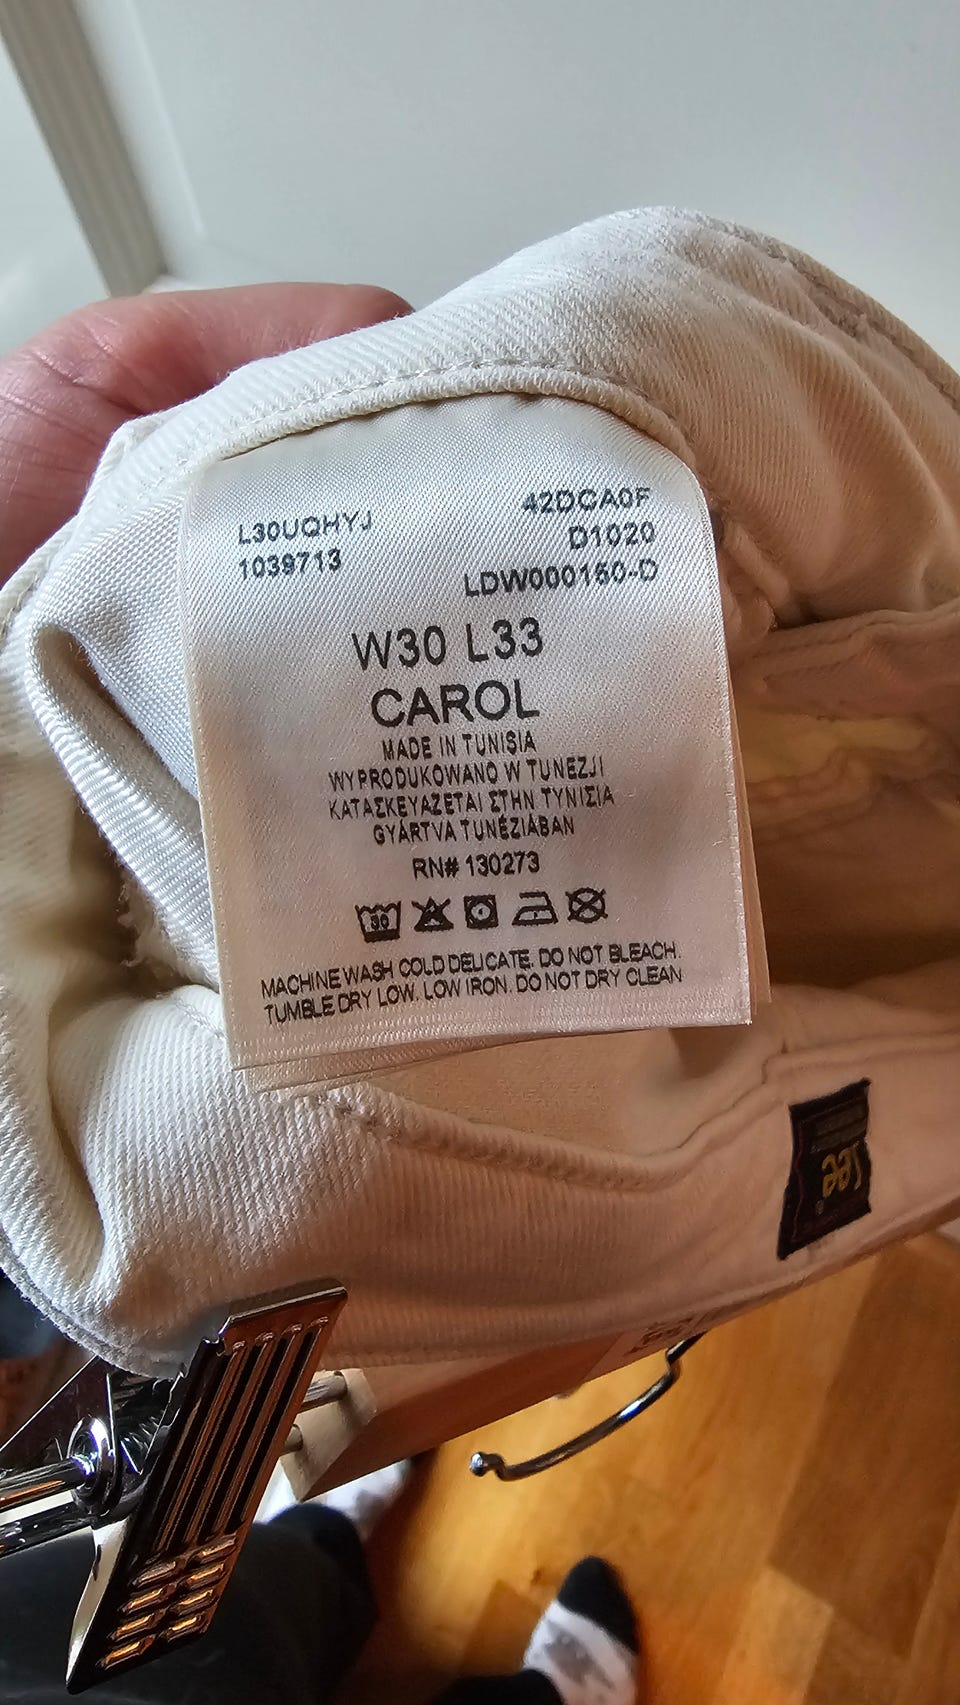 L30UQHYJ
1039713
42DCA0F
D1020
LDW000150-D
W30 L33
CAROL
MADE IN TUNISIA
WYPRODUKOWANO W TUNEZJI
ΚΑΤΑΣΚΕΥΑΖΕΤΑΙ ΣΤΗΝ ΤΥΝΙΣΙΑ
GYÁRTVA TUNÉZIÁBAN
RN# 130273
30
MACHINE WASH COLD DELICATE. DO NOT BLEACH.
TUMBLE DRY LOW. LOW IRON. DO NOT DRY CLEAN
Lee
®